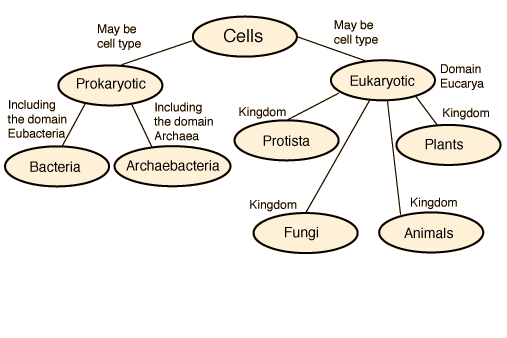 Cells
May be
cell type
May be
cell type
Prokaryotic
Eukaryotic
Domain
Eucarya
Including
the domain
Eubacteria
Including
the domain
Archaea
Kingdom
Kingdom
Protista
Plants
Bacteria
Archaebacteria
Kingdom
Kingdom
Fungi
Animals